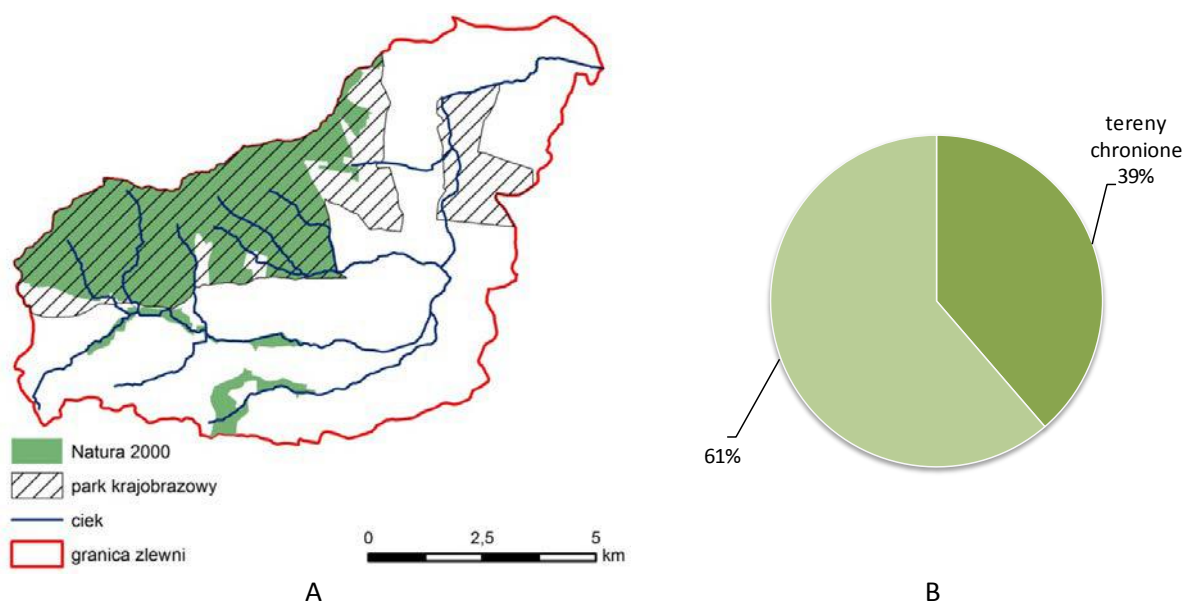 tereny
chronione
39%
61%
Natura 2000
park krajobrazowy
ciek
granica zlewni
0 2,5 5
km
A
B